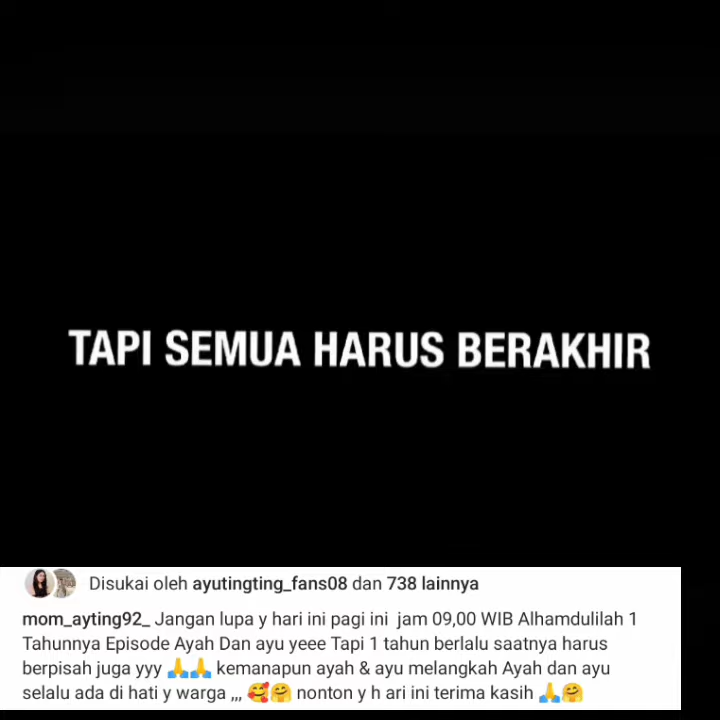 TAPI SEMUA HARUS BERAKHIR
Disukai oleh ayutingting_fans08 dan 738 lainnya
mom_ayting92_ Jangan lupa y hari ini pagi ini jam 09,00 WIB Alhamdulilah 1
Tahunnya Episode Ayah Dan ayu yeee Tapi 1 tahun berlalu saatnya harus
berpisah juga yyy 🙏🙏 kemanapun ayah & ayu melangkah Ayah dan ayu
selalu ada di hati y warga ,,, 🥰🤗 nonton y h ari ini terima kasih 🙏🤗